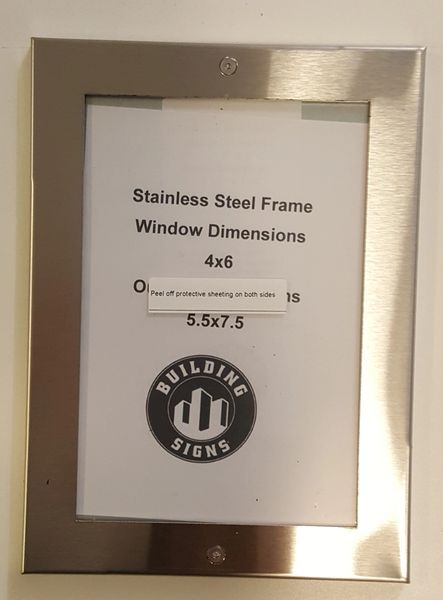 Stainless Steel Frame
Window Dimensions
4x6
Peel off protective sheeting on both sides
5.5x7.5
BUILDING
SIGNS